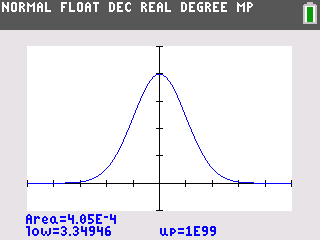 NORMAL FLOAT DEC REAL DEGREE MP
Area=4.05E-4
low=3.34946 up=1E99